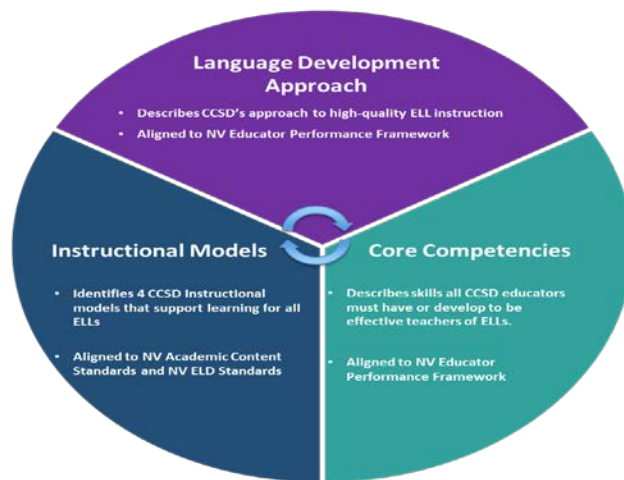 Language Development
Approach
• Describes CCSD's approach to high-quality ELL instruction
• Aligned to NV Educator Performance Framework
Instructional Models
• Identifies 4 CCSD Instructional
models that support learning for all
ELLs
• Aligned to NV Academic Content
Standards and NV ELD Standards
Core Competencies
• Describes skills all CCSD educators
must have or develop to be
effective teachers of ELLs.
• Aligned to NV Educator
Performance Framework